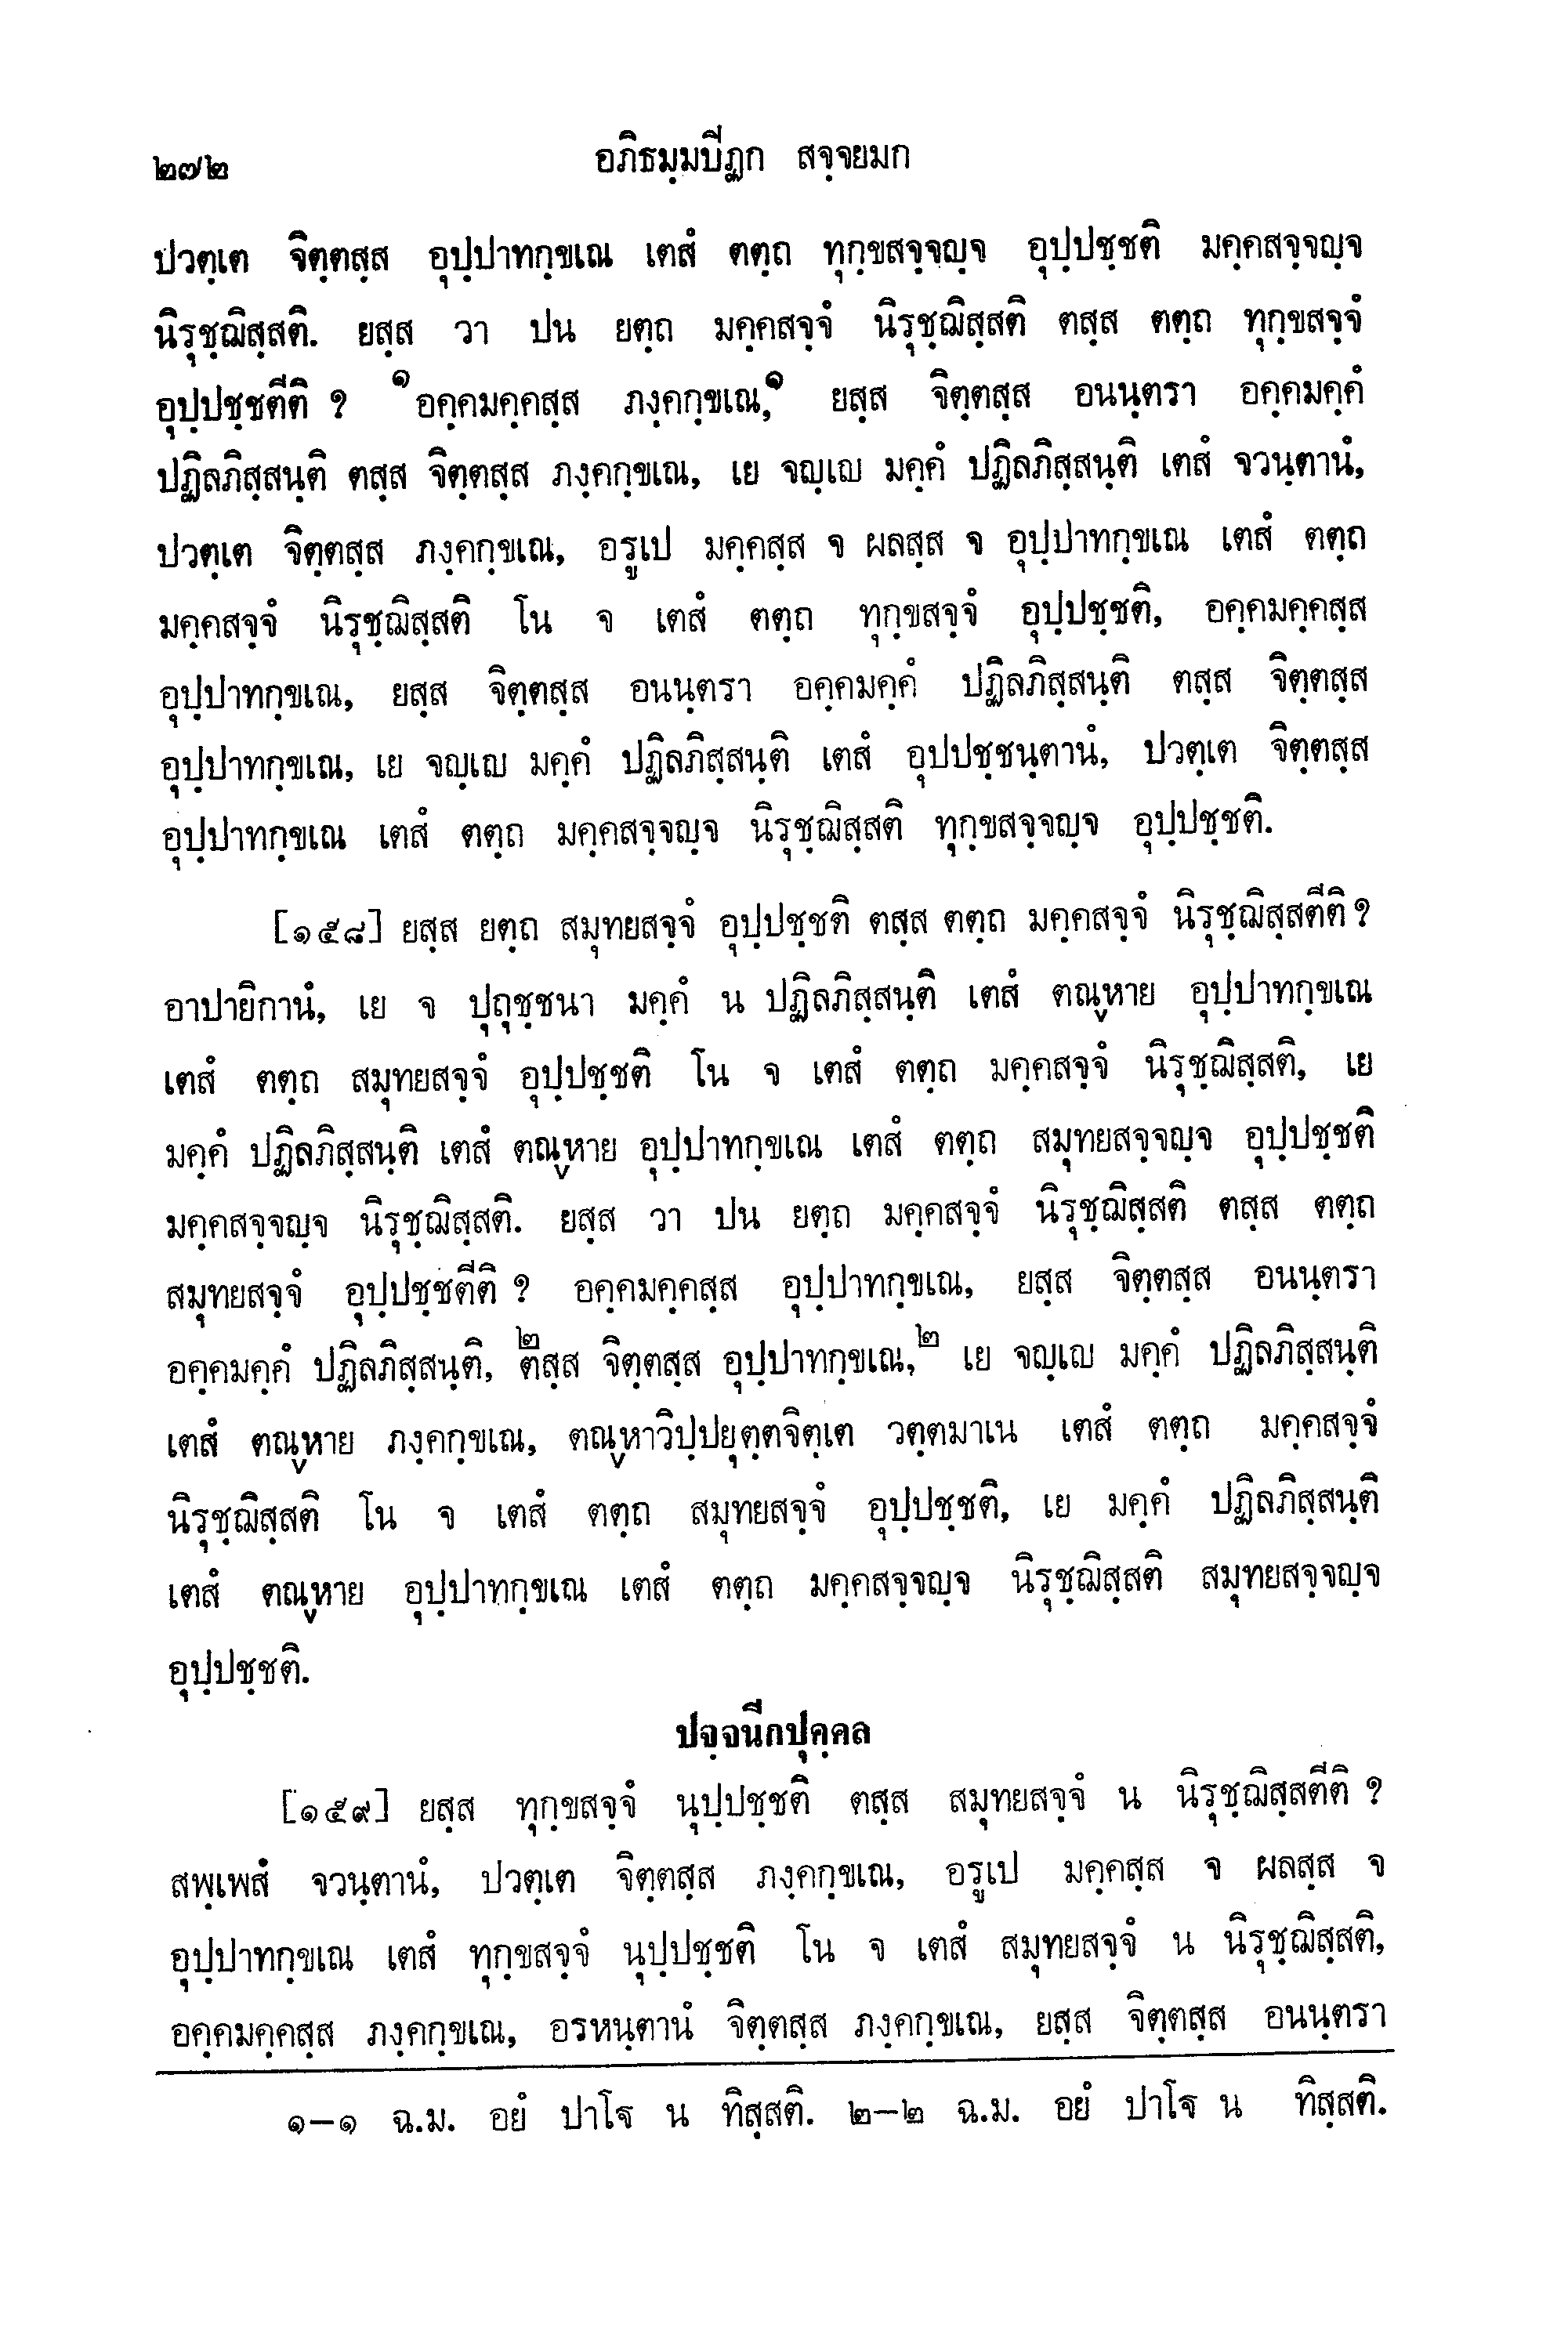 ๒๗๒ อภิธมฺมปีฏก สจฺจยมก
ปวตฺเต จิตฺตสฺส อุปฺปาทกฺขเณ เตสํ ตตฺถ ทุกฺขสจฺจญฺจ อุปฺปชฺชติ มคฺคสจฺจญฺจ
นิรุชฺฌิสฺสติ. ยสฺส วา ปน ยตฺถ มคฺคสจฺจํ นิรุชฺฌิสฺสติ ตสฺส ตตฺถ ทุกฺขสจฺจํ
อุปฺปชฺชตีติ ? ๑อคฺคมคฺคสฺส ภงฺคกฺขเณ,๑ ยสฺส จิตฺตสฺส อนนฺตรา อคฺคมคฺคํ
ปฏิลภิสฺสนฺติ ตสฺส จิตฺตสฺส ภงฺคกฺขเณ, เย จญฺเญ มคฺคํ ปฏิลภิสฺสนฺติ เตสํ จวนฺตานํ,
ปวตฺเต จิตฺตสฺส ภงฺคกฺขเณ, อรูเป มคฺคสฺส จ ผลสฺส จ อุปฺปาทกฺขเณ เตสํ ตตฺถ
มคฺคสจฺจํ นิรุชฺฌิสฺสติ โน จ เตสํ ตตฺถ ทุกฺขสจฺจํ อุปฺปชฺชติ, อคฺคมคฺคสฺส
อุปฺปาทกฺขเณ, ยสฺส จิตฺตสฺส อนนฺตรา อคฺคมคฺคํ ปฏิลภิสฺสนฺติ ตสฺส จิตฺตสฺส
อุปฺปาทกฺขเณ, เย จญฺเญ มคฺคํ ปฏิลภิสฺสนฺติ เตสํ อุปปชฺชนฺตานํ, ปวตฺเต จิตฺตสฺส
อุปฺปาทกฺขเณ เตสํ ตตฺถ มคฺคสจฺจญฺจ นิรุชฺฌิสฺสติ ทุกฺขสจฺจญฺจ อุปฺปชฺชติ.
[๑๕๘] ยสฺส ยตฺถ สมุทยสจฺจํ อุปฺปชฺชติ ตสฺส ตตฺถ มคฺคสจฺจํ นิรุชฺฌิสฺสตีติ ?
อาปายิกานํ, เย จ ปุถุชฺชนา มคฺคํ น ปฏิลภิสฺสนฺติ เตสํ ตณฺหาย อุปฺปาทกฺขเณ
เตสํ ตตฺถ สมุทยสจฺจํ อุปฺปชฺชติ โน จ เตสํ ตตฺถ มคฺคสจฺจํ นิรุชฺฌิสฺสติ, เย
มคฺคํ ปฏิลภิสฺสนฺติ เตสํ ตณฺหาย อุปฺปาทกฺขเณ เตสํ ตตฺถ สมุทยสจฺจญฺจ อุปฺปชฺชติ
มคฺคสจฺจญฺจ นิรุชฺฌิสฺสติ. ยสฺส วา ปน ยตฺถ มคฺคสจฺจํ นิรุชฺฌิสฺสติ ตสฺส ตตฺถ
สมุทยสจฺจํ อุปฺปชฺชตีติ ? อคฺคมคฺคสฺส อุปฺปาทกฺขเณ, ยสฺส จิตฺตสฺส อนนฺตรา
อคฺคมคฺคํ ปฏิลภิสฺสนฺติ, ๒ตสฺส จิตฺตสฺส อุปฺปาทกฺขเณ,๒ เย จญฺเญ มคฺคํ ปฏิลภิสฺสนฺติ
เตสํ ตณฺหาย ภงฺคกฺขเณ, ตณฺหาวิปฺปยุตฺตจิตฺเต วตฺตมาเน เตสํ ตตฺถ มคฺคสจฺจํ
นิรุชฺฌิสฺสติ โน จ เตสํ ตตฺถ สมุทยสจฺจํ อุปฺปชฺชติ, เย มคฺคํ ปฏิลภิสฺสนฺติ
เตสํ ตณฺหาย อุปฺปาทกฺขเณ เตสํ ตตฺถ มคฺคสจฺจญฺจ นิรุชฺฌิสฺสติ สมุทยสจฺจญฺจ
อุปฺปชฺชติ.
ปจฺจนีกปุคฺคล
[๑๕๙] ยสฺส ทุกฺขสจฺจํ นุปฺปชฺชติ ตสฺส สมุทยสจฺจํ น นิรุชฺฌิสฺสตีติ ?
สพฺเพสํ จวนฺตานํ, ปวตฺเต จิตฺตสฺส ภงฺคกฺขเณ, อรูเป มคฺคสฺส จ ผลสฺส จ
อุปฺปาทกฺขเณ เตสํ ทุกฺขสจฺจํ นุปฺปชฺชติ โน จ เตสํ สมุทยสจฺจํ น นิรุชฺฌิสฺสติ,
อคฺคมคฺคสฺส ภงฺคกฺขเณ, อรหนฺตานํ จิตฺตสฺส ภงฺคกฺขเณ, ยสฺส จิตฺตสฺส อนนฺตรา
๑–๑ ฉ.ม. อยํ ปาโฐ น ทิสฺสติ. ๒–๒ ฉ.ม. อยํ ปาโฐ น ทิสฺสติ.